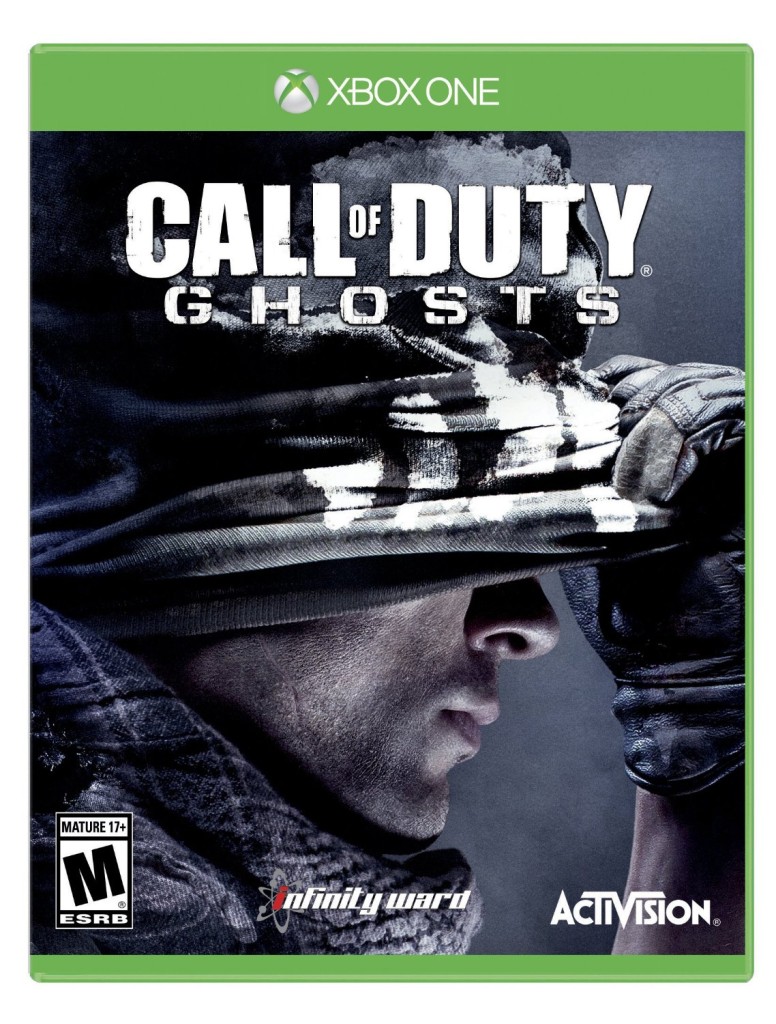 XBOX ONE
CALL OF DUTY®
GHOSTS
MATURE 17+
M®
ESRB
infinity ward
ACTIVISION®